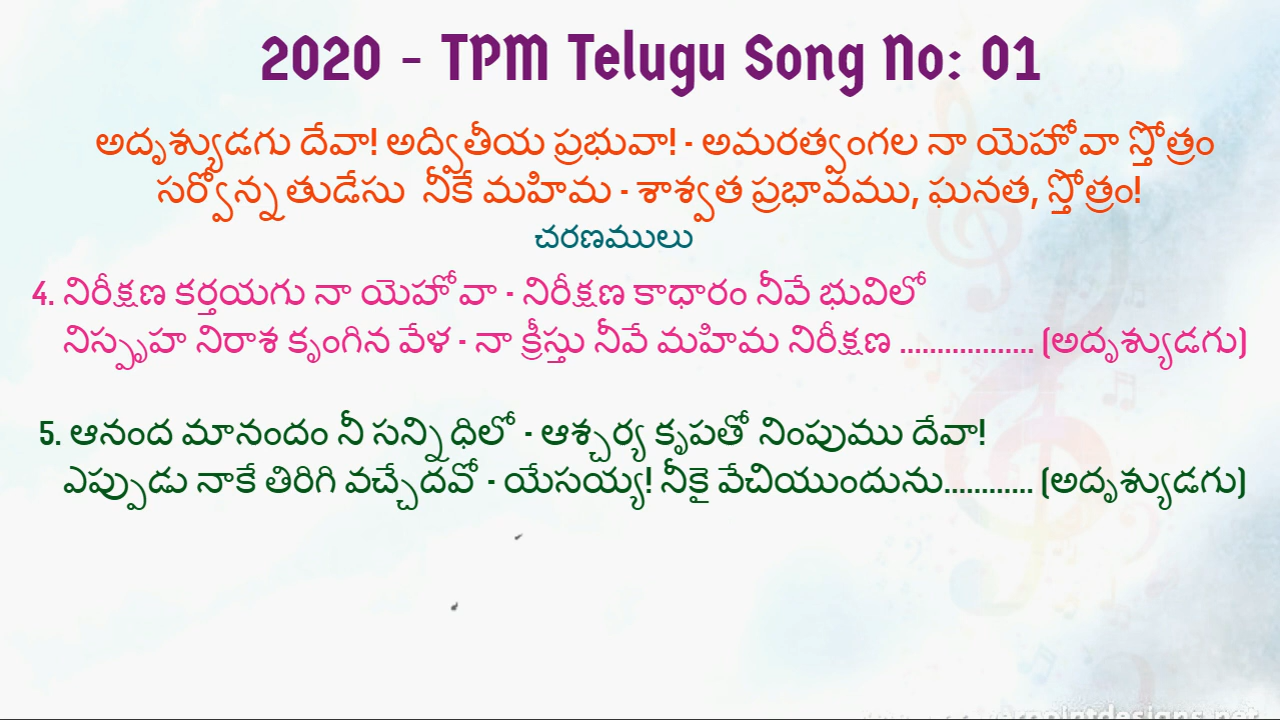 2020 - TPM Telugu Song No: 01
అదృశ్యుడగు దేవా! అద్వితీయ ప్రభువా! - అమరత్వంగల నా యెహోవా స్తోత్రం
సర్వోన్న తుడేసు నీకే మహిమ - శాశ్వత ప్రభావము, ఘనత, స్తోత్రం!
చరణములు
4. నిరీక్షణ కర్తయగు నా యెహోవా - నిరీక్షణ కాధారం నీవే భువిలో
నిస్పృహ నిరాశ కృంగిన వేళ - నా క్రీస్తు నీవే మహిమ నిరీక్షణ .................. (అదృశ్యుడగు)
5. ఆనంద మానందం నీ సన్ని ధిలో - ఆశ్చర్య కృపతో నింపుము దేవా!
ఎప్పుడు నాకే తిరిగి వచ్చేదవో - యేసయ్య! నీకై వేచియుందును............ (అదృశ్యుడగు)